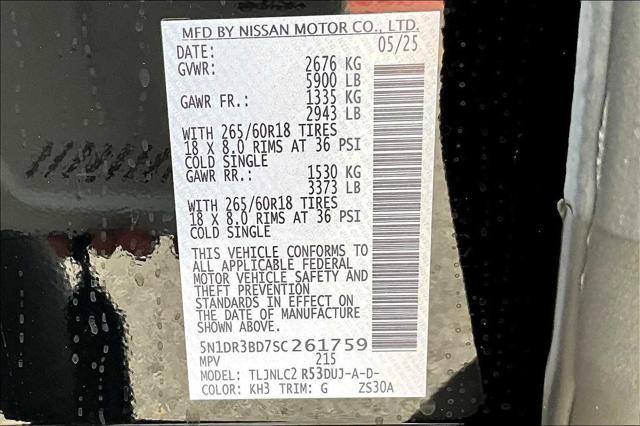 MFD BY NISSAN MOTOR CO., LTD.
DATE: 05/25
GVWR: 2676 KG
5900 LB
GAWR FR.: 1335 KG
2943 LB
WITH 265/60R18 TIRES
18 X 8.0 RIMS AT 36 PSI
COLD SINGLE
GAWR RR.: 1530 KG
3373 LB
WITH 265/60R18 TIRES
18 X 8.0 RIMS AT 36 PSI
COLD SINGLE
THIS VEHICLE CONFORMS TO
ALL APPLICABLE FEDERAL
MOTOR VEHICLE SAFETY AND
THEFT PREVENTION
STANDARDS IN EFFECT ON
THE DATE OF MANUFACTURE
SHOWN ABOVE.
5N1DR3BD7SC261759
MPV 215
MODEL: TLJNLC2 R53DUJ-A-D-
COLOR: KH3 TRIM: G ZS30A